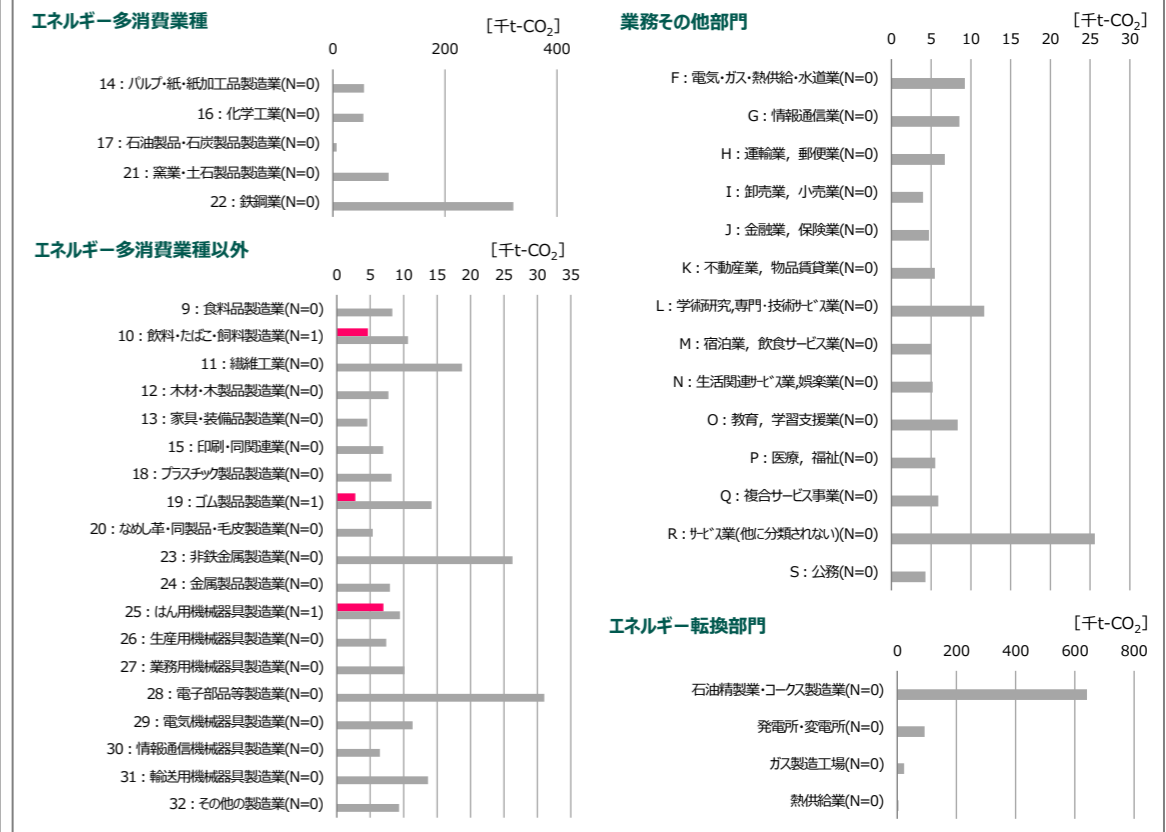 エネルギー多消費業種
[千t-CO2]
0 200 400
14：パルプ・紙・紙加工品製造業(N=0)
16：化学工業(N=0)
17：石油製品・石炭製品製造業(N=0)
21：窯業・土石製品製造業(N=0)
22：鉄鋼業(N=0)
エネルギー多消費業種以外
[千t-CO2]
0 5 10 15 20 25 30 35
9：食料品製造業(N=0)
10：飲料・たばこ・飼料製造業(N=1)
11：繊維工業(N=0)
12：木材・木製品製造業(N=0)
13：家具・装備品製造業(N=0)
15：印刷・同関連業(N=0)
18：プラスチック製品製造業(N=0)
19：ゴム製品製造業(N=1)
20：なめし革・同製品・毛皮製造業(N=0)
23：非鉄金属製造業(N=0)
24：金属製品製造業(N=0)
25：はん用機械器具製造業(N=1)
26：生産用機械器具製造業(N=0)
27：業務用機械器具製造業(N=0)
28：電子部品等製造業(N=0)
29：電気機械器具製造業(N=0)
30：情報通信機械器具製造業(N=0)
31：輸送用機械器具製造業(N=0)
32：その他の製造業(N=0)
業務その他部門
[千t-CO2]
0 5 10 15 20 25 30
F：電気・ガス・熱供給・水道業(N=0)
G：情報通信業(N=0)
H：運輸業，郵便業(N=0)
I：卸売業，小売業(N=0)
J：金融業，保険業(N=0)
K：不動産業，物品賃貸業(N=0)
L：学術研究,専門・技術ｻｰﾋﾞｽ業(N=0)
M：宿泊業，飲食サービス業(N=0)
N：生活関連ｻｰﾋﾞｽ業,娯楽業(N=0)
O：教育，学習支援業(N=0)
P：医療，福祉(N=0)
Q：複合サービス事業(N=0)
R：ｻｰﾋﾞｽ業(他に分類されない)(N=0)
S：公務(N=0)
エネルギー転換部門
[千t-CO2]
0 200 400 600 800
石油精製業・コークス製造業(N=0)
発電所・変電所(N=0)
ガス製造工場(N=0)
熱供給業(N=0)